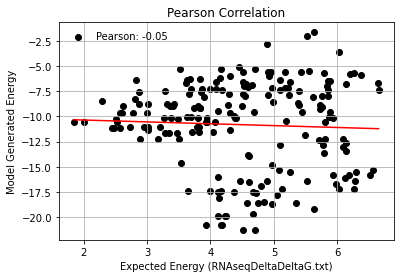 Pearson Correlation
Pearson: -0.05
Model Generated Energy
−2.5
−5.0
−7.5
−10.0
−12.5
−15.0
−17.5
−20.0
2 3 4 5 6
Expected Energy (RNAseqDeltaDeltaG.txt)